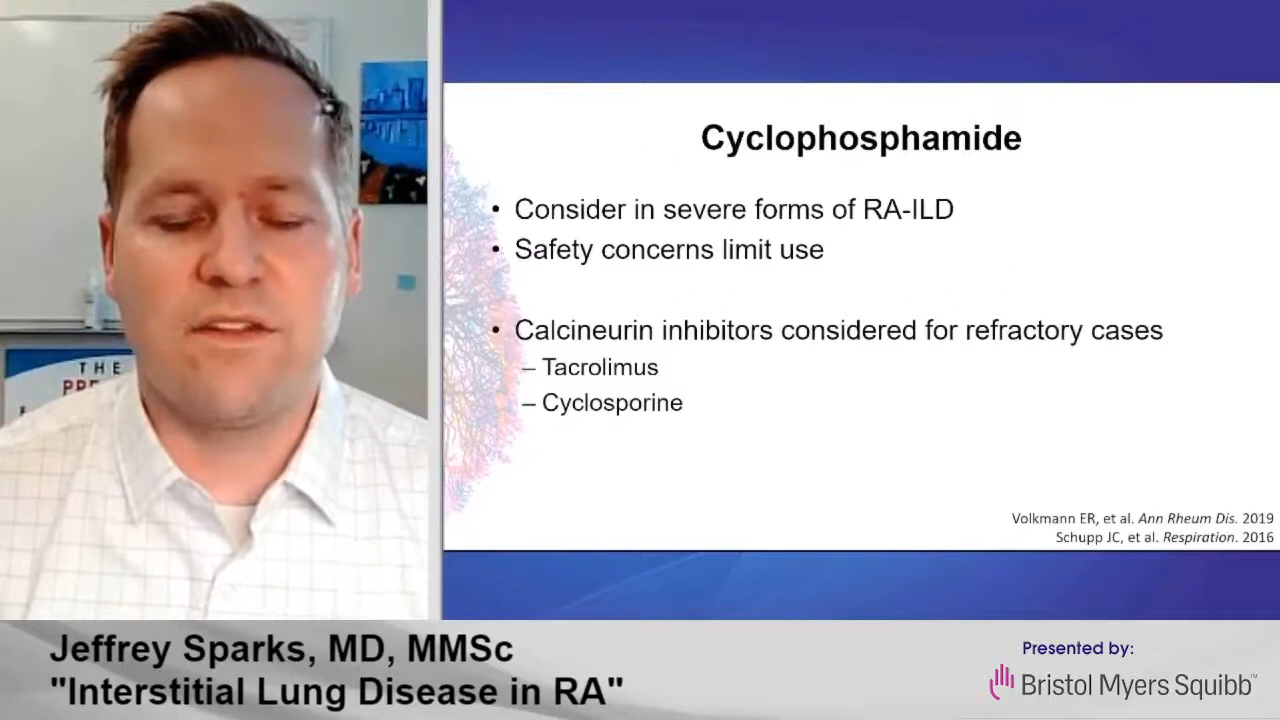 THE
Cyclophosphamide
• Consider in severe forms of RA-ILD
• Safety concerns limit use
• Calcineurin inhibitors considered for refractory cases
– Tacrolimus
– Cyclosporine
Volkmann ER, et al. Ann Rheum Dis. 2019
Schupp JC, et al. Respiration. 2016
Jeffrey Sparks, MD, MMSc
"Interstitial Lung Disease in RA"
Presented by:
Bristol Myers Squibb™